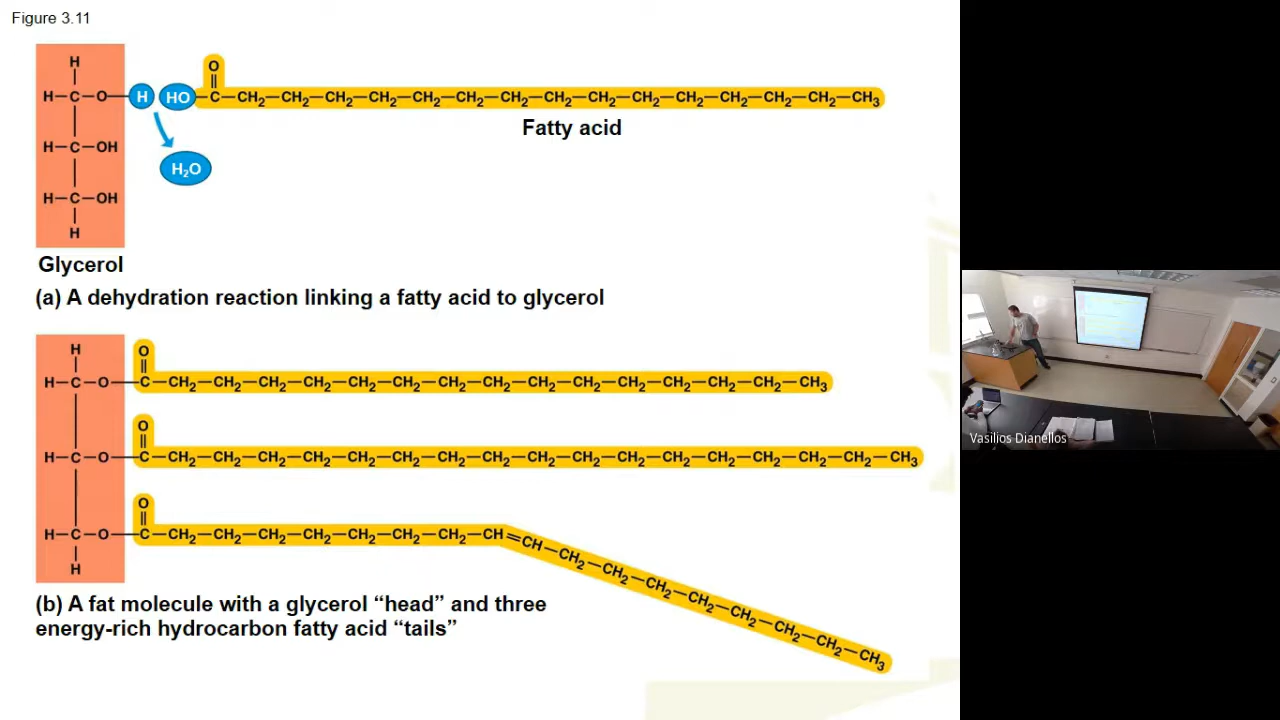 Figure 3.11
H
O
H–C–O–H HO–C–CH₂–CH₂–CH₂–CH₂–CH₂–CH₂–CH₂–CH₂–CH₂–CH₂–CH₂–CH₂–CH₂–CH₂–CH₃
Fatty acid
H–C–OH
H₂O
H–C–OH
H
Glycerol
(a) A dehydration reaction linking a fatty acid to glycerol
H
O
H–C–O–C–CH₂–CH₂–CH₂–CH₂–CH₂–CH₂–CH₂–CH₂–CH₂–CH₂–CH₂–CH₂–CH₂–CH₂–CH₃
O
H–C–O–C–CH₂–CH₂–CH₂–CH₂–CH₂–CH₂–CH₂–CH₂–CH₂–CH₂–CH₂–CH₂–CH₂–CH₂–CH₂–CH₂–CH₃
O
H–C–O–C–CH₂–CH₂–CH₂–CH₂–CH₂–CH₂–CH₂–CH=CH–CH₂–CH₂–CH₂–CH₂–CH₂–CH₂–CH₂–CH₃
H
(b) A fat molecule with a glycerol “head” and three
energy-rich hydrocarbon fatty acid “tails”
Vasilios Dianellos